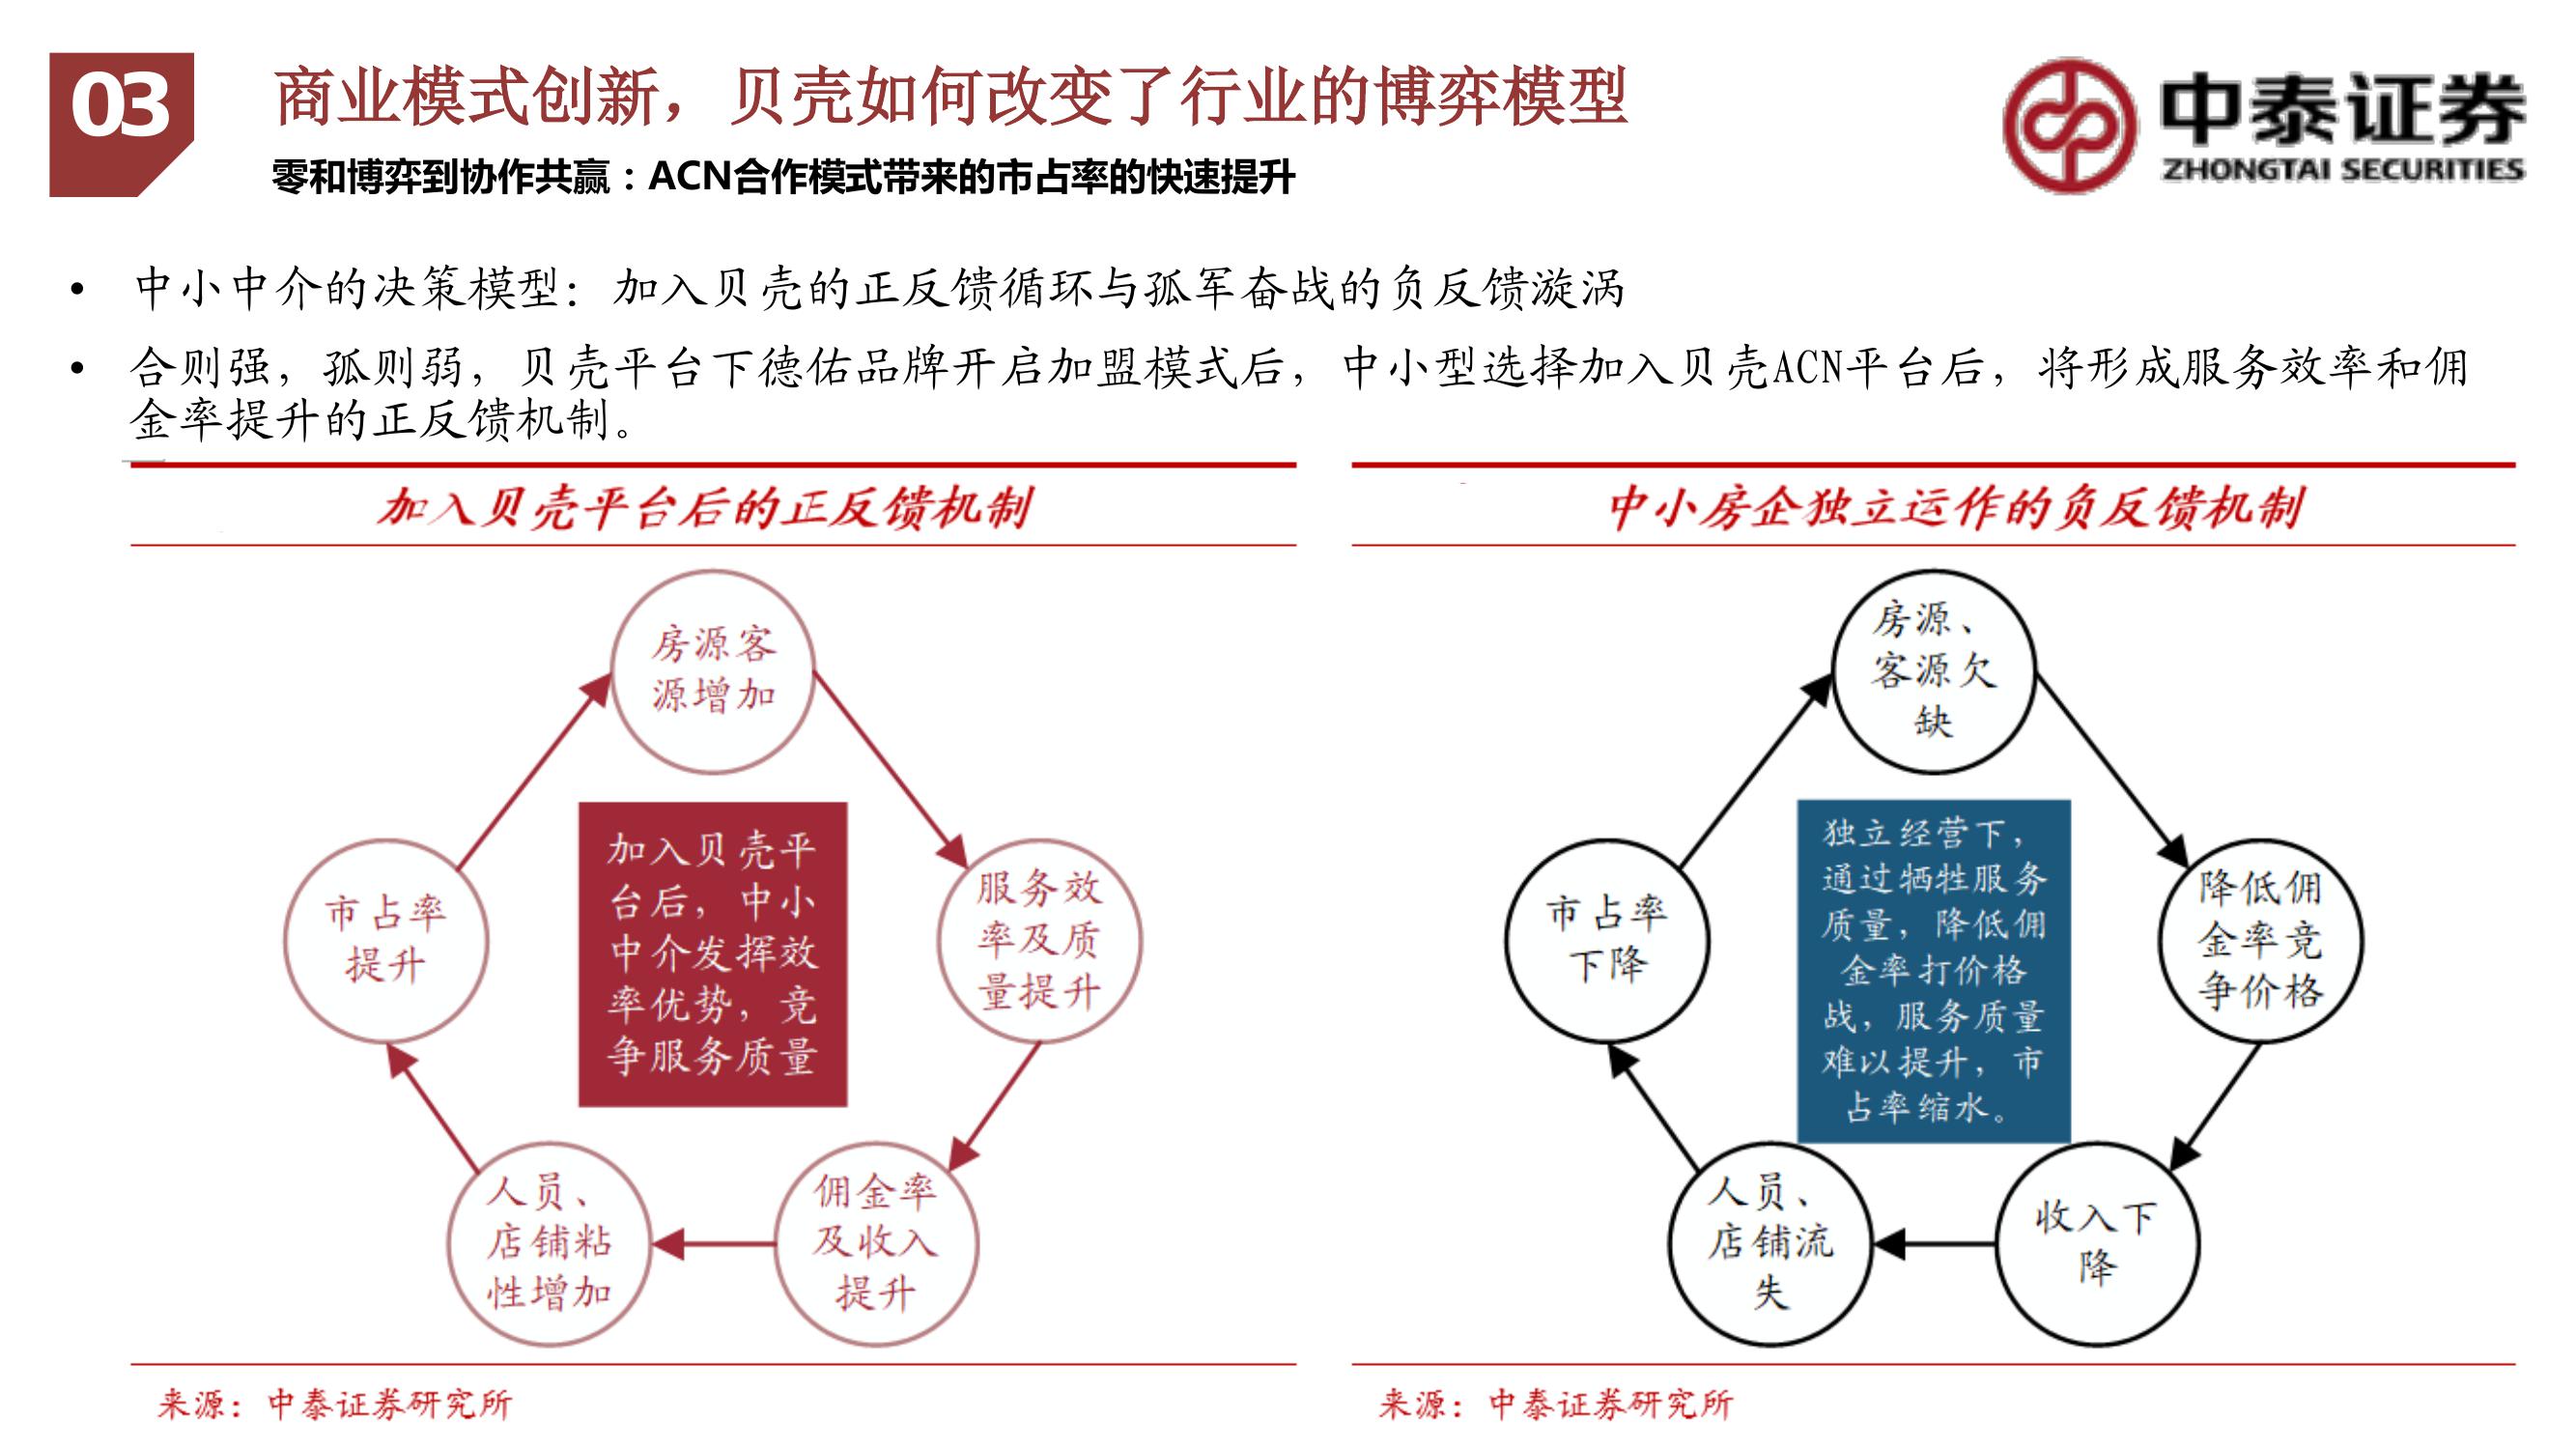 03
商业模式创新，贝壳如何改变了行业的博弈模型
零和博弈到协作共赢：ACN合作模式带来的市占率的快速提升
中泰证券
ZHONGTAI SECURITIES
• 中小中介的决策模型：加入贝壳的正反馈循环与孤军奋战的负反馈漩涡
• 合则强，孤则弱，贝壳平台下德佑品牌开启加盟模式后，中小型选择加入贝壳ACN平台后，将形成服务效率和佣
金率提升的正反馈机制。
加入贝壳平台后的正反馈机制
房源客
源增加
服务效
率及质
量提升
佣金率
及收入
提升
人员、
店铺粘
性增加
市占率
提升
加入贝壳平
台后，中小
中介发挥效
率优势，竞
争服务质量
来源：中泰证券研究所
中小房企独立运作的负反馈机制
房源、
客源欠
缺
降低佣
金率竞
争价格
收入下
降
人员、
店铺流
失
市占率
下降
独立经营下，
通过牺牲服务
质量，降低佣
金率打价格
战，服务质量
难以提升，市
占率缩水。
来源：中泰证券研究所